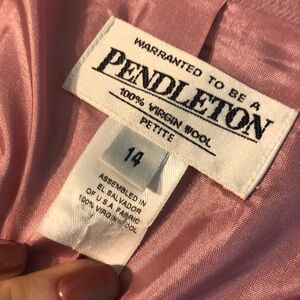 WARRANTED TO BE A
PENDLETON
100% VIRGIN WOOL
PETITE
14
ASSEMBLED IN
EL SALVADOR
OF U.S.A. FABRIC
100% VIRGIN WOOL